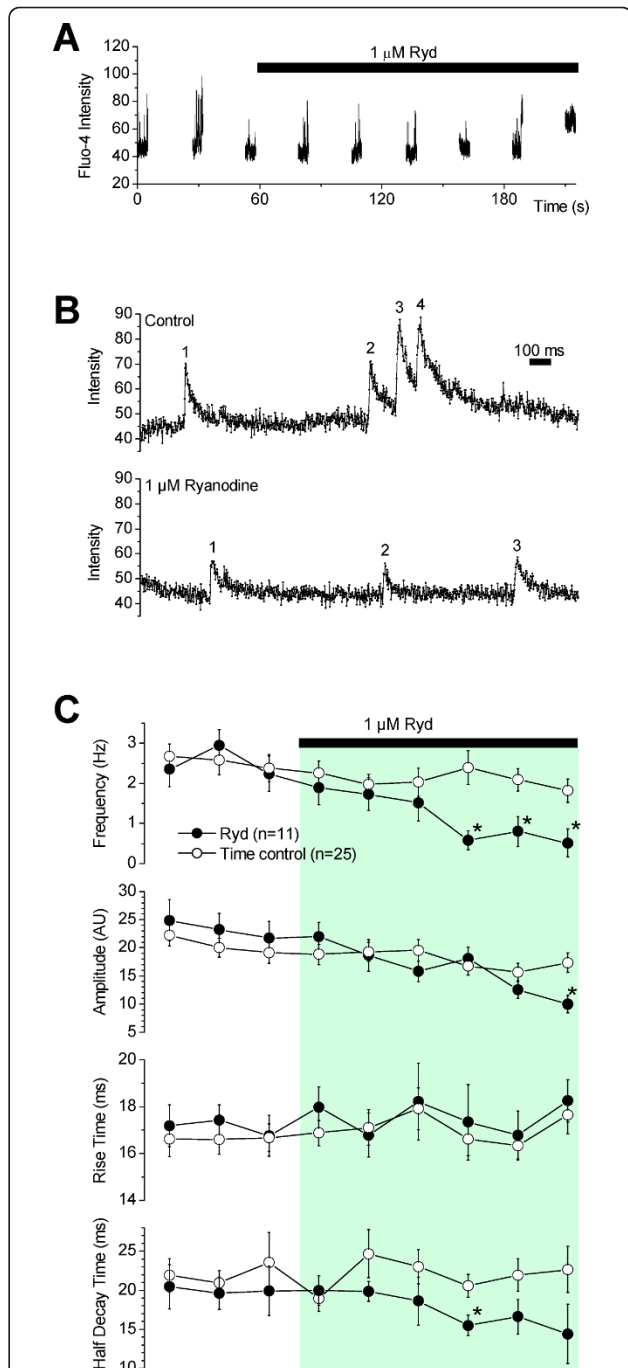 A
1 μM Ryd
Fluo-4 Intensity
120
100
80
60
40
20
0 60 120 180
Time (s)
B
Control
Intensity
90
80
70
60
50
40
1 2 3 4
100 ms
1 μM Ryanodine
Intensity
90
80
70
60
50
40
1 2 3
C
1 μM Ryd
Frequency (Hz)
3
2
1
0
* * *
Ryd (n=11)
Time control (n=25)
Amplitude (AU)
30
25
20
15
10
5
*
Rise Time (ms)
20
18
16
14
Half Decay Time (ms)
25
20
15
10
*